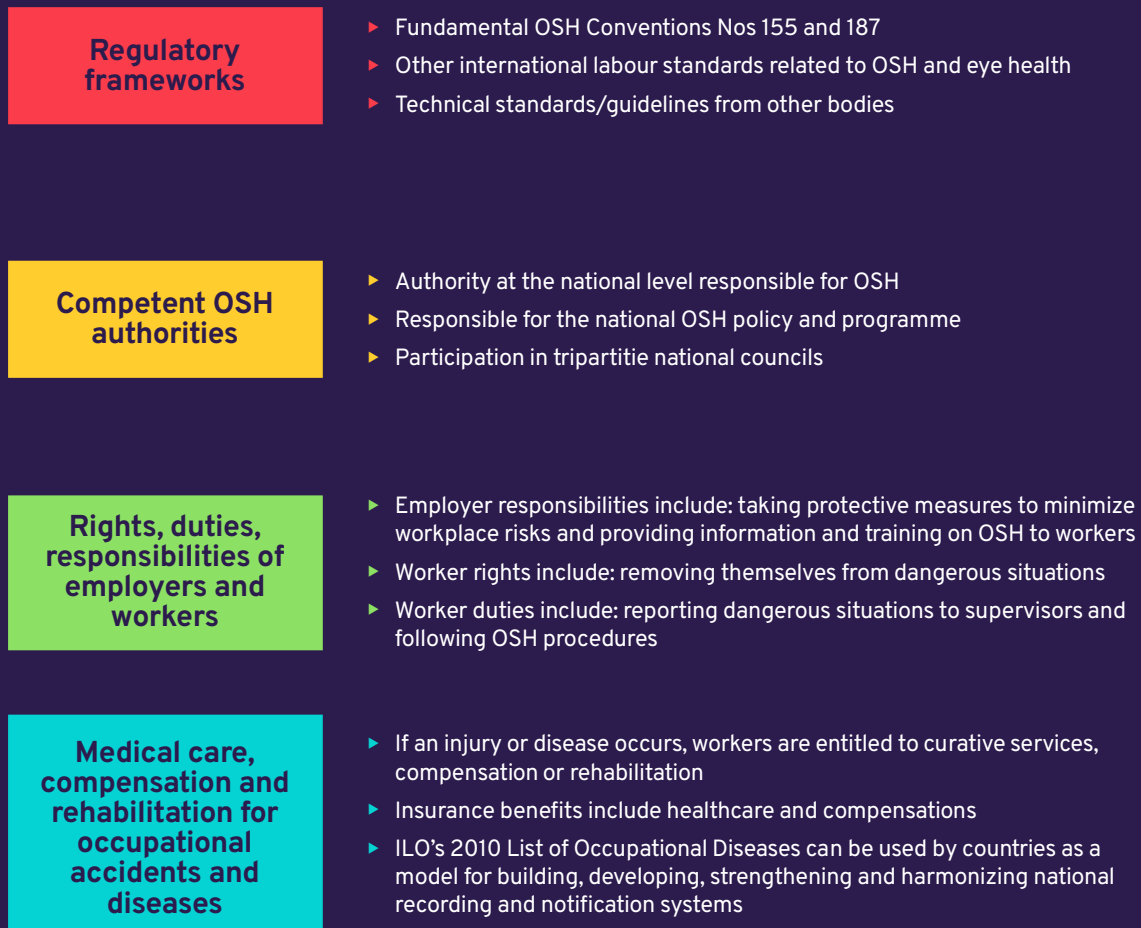 Regulatory
frameworks
▶ Fundamental OSH Conventions Nos 155 and 187
▶ Other international labour standards related to OSH and eye health
▶ Technical standards/guidelines from other bodies
Competent OSH
authorities
▶ Authority at the national level responsible for OSH
▶ Responsible for the national OSH policy and programme
▶ Participation in tripartitie national councils
Rights, duties,
responsibilities of
employers and
workers
▶ Employer responsibilities include: taking protective measures to minimize
workplace risks and providing information and training on OSH to workers
▶ Worker rights include: removing themselves from dangerous situations
▶ Worker duties include: reporting dangerous situations to supervisors and
following OSH procedures
Medical care,
compensation and
rehabilitation for
occupational
accidents and
diseases
▶ If an injury or disease occurs, workers are entitled to curative services,
compensation or rehabilitation
▶ Insurance benefits include healthcare and compensations
▶ ILO’s 2010 List of Occupational Diseases can be used by countries as a
model for building, developing, strengthening and harmonizing national
recording and notification systems